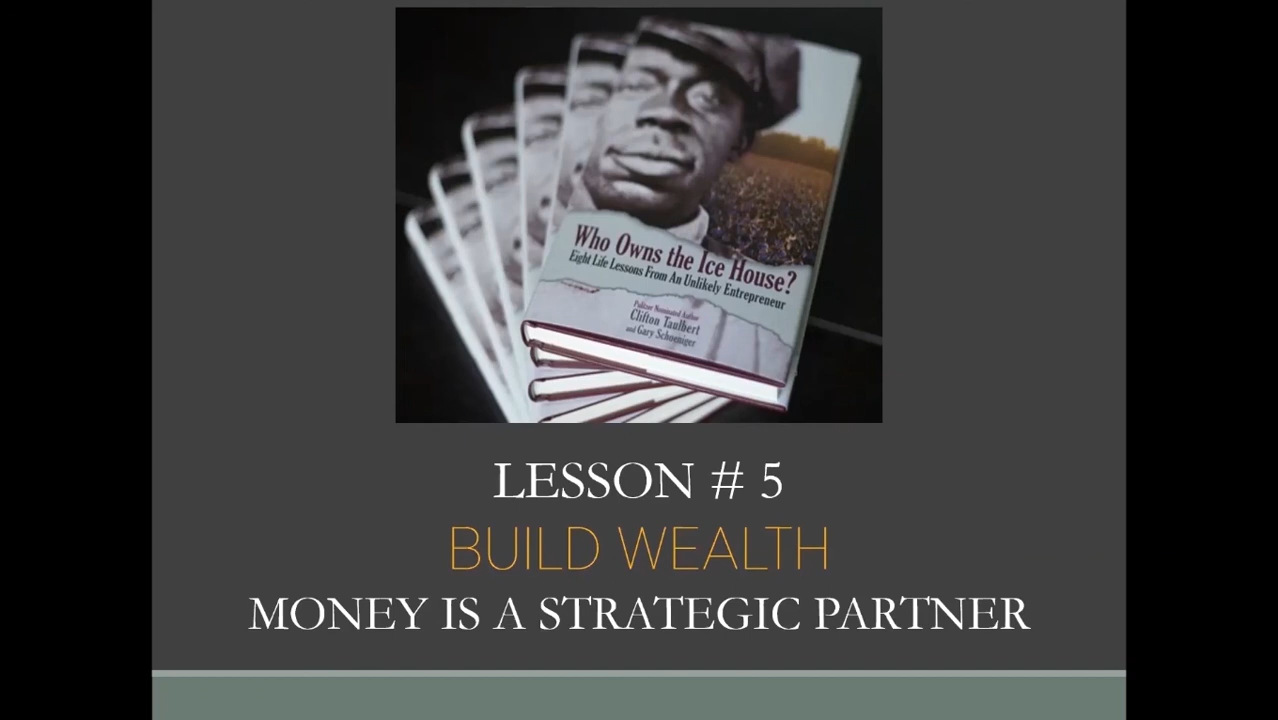 Who Owns the Ice House?
Eight Life Lessons From An Unlikely Entrepreneur
Pulitzer Nominated Author
Clifton Taulbert
and Gary Schoeniger
LESSON # 5
BUILD WEALTH
MONEY IS A STRATEGIC PARTNER